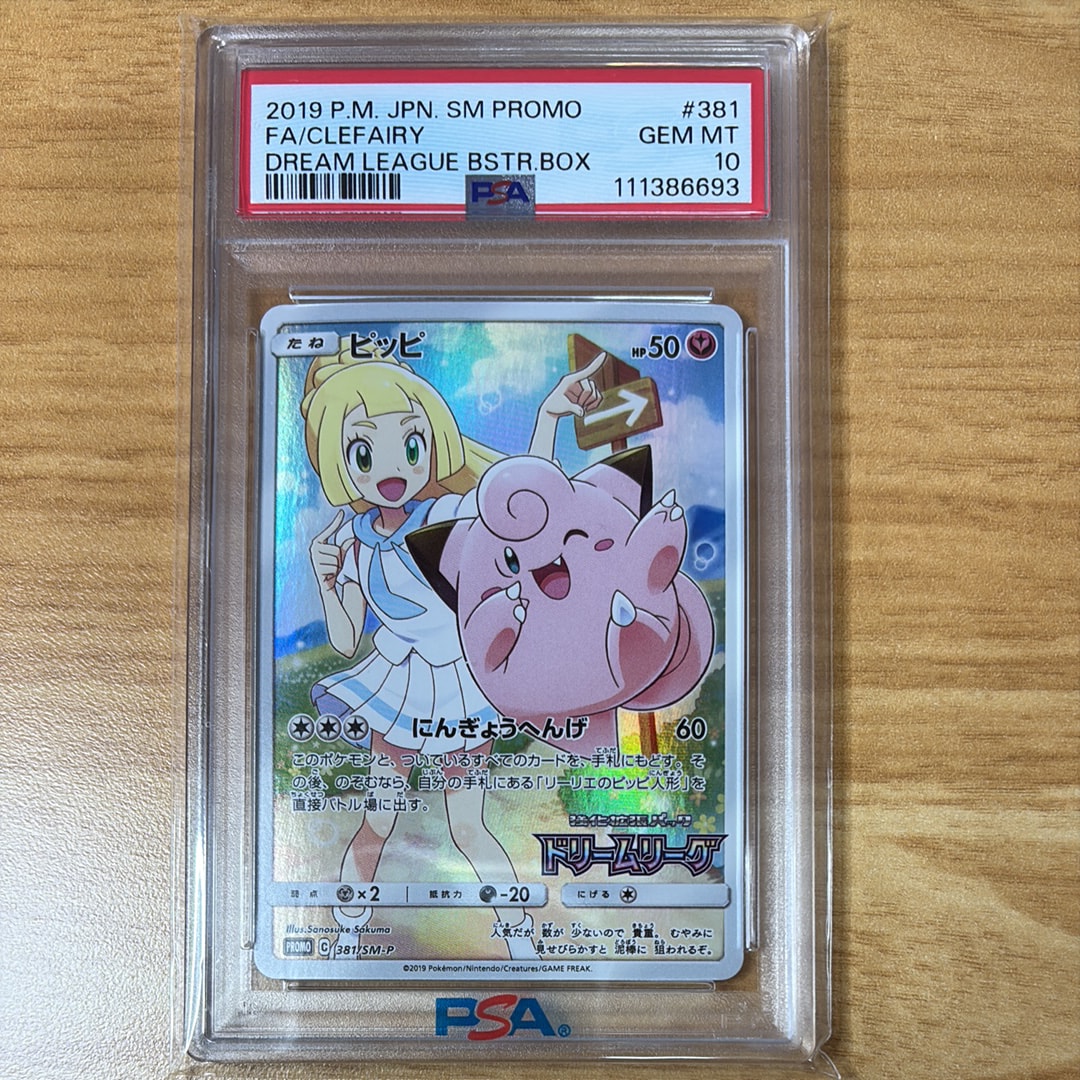 2019 P.M. JPN. SM PROMO #381
FA/CLEFAIRY GEM MT
DREAM LEAGUE BSTR.BOX 10
PSA 111386693
たね ピッピ HP50
にんぎょうへんげ 60
このポケモンと、ついているすべてのカードを、手札にもどす。そ
の後、のぞむなら、自分の手札にある「リーリエのピッピ人形」を
直接バトル場に出す。
強化拡張パック
ドリームリーグ
弱点 ×2 抵抗力 -20 にげる
Illus.Sanosuke Sakuma
人気だが 数が 少ないので 貴重。 むやみに
見せびらかすと 泥棒に 狙われるぞ。
PROMO C 381/SM-P
©2019 Pokémon/Nintendo/Creatures/GAME FREAK.
PSA®